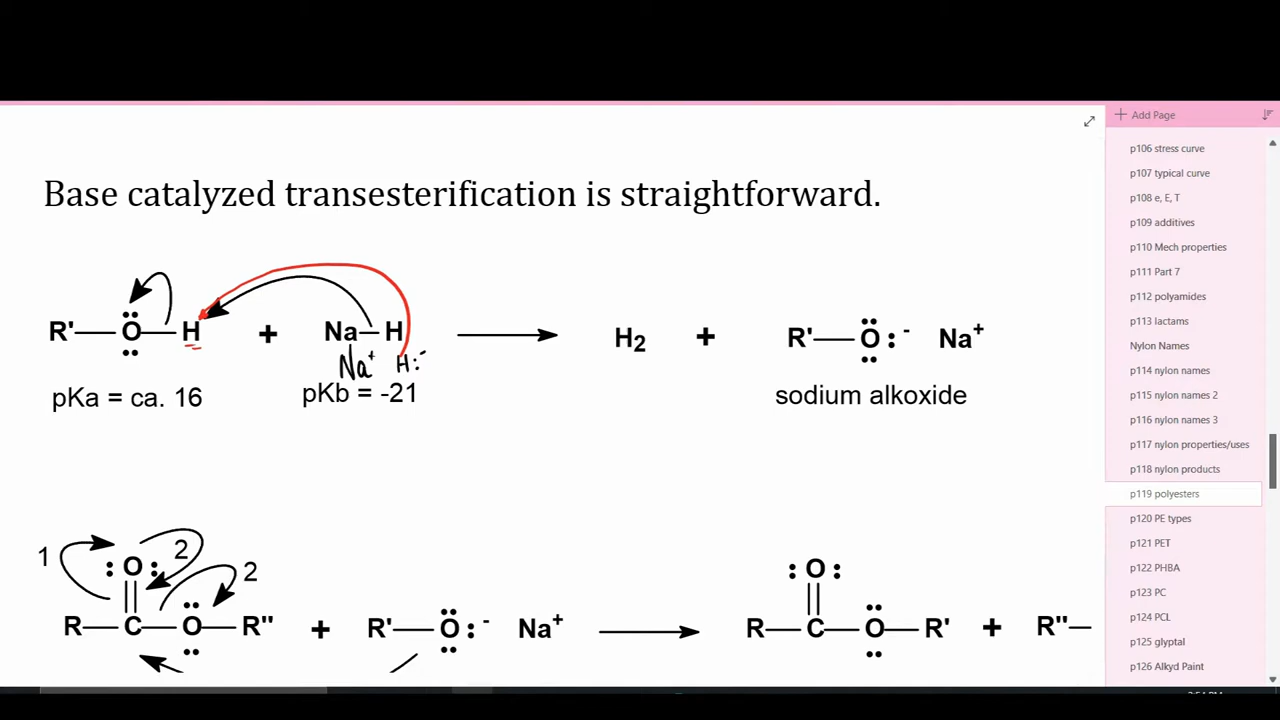 Base catalyzed transesterification is straightforward.
R' O H + Na H H2 + R' O: - Na+
Na+ H:-
pKa = ca. 16 pKb = -21 sodium alkoxide
1 :O: 2 2 :O:
R C O R" + R' O: - Na+ R C O R' + R"
+ Add Page
p106 stress curve
p107 typical curve
p108 e, E, T
p109 additives
p110 Mech properties
p111 Part 7
p112 polyamides
p113 lactams
Nylon Names
p114 nylon names
p115 nylon names 2
p116 nylon names 3
p117 nylon properties/uses
p118 nylon products
p119 polyesters
p120 PE types
p121 PET
p122 PHBA
p123 PC
p124 PCL
p125 glyptal
p126 Alkyd Paint